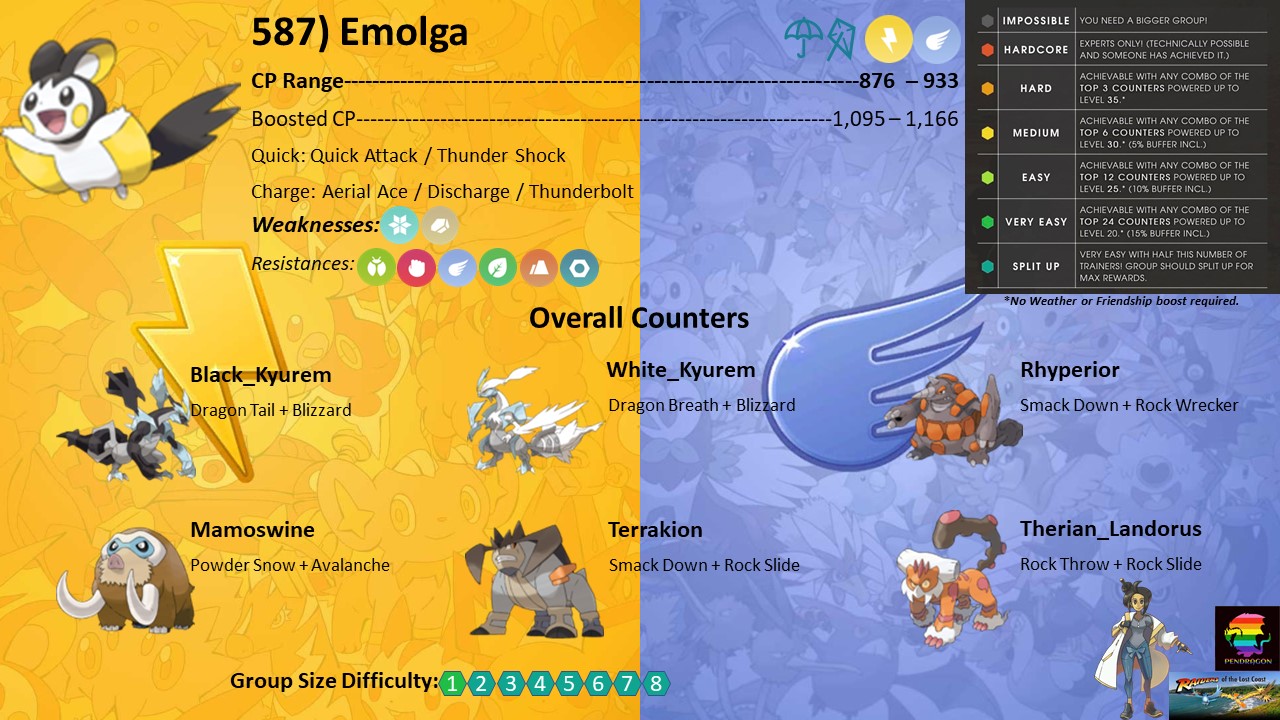 587) Emolga
CP Range----------------------------------------------------------------------------876 – 933
Boosted CP--------------------------------------------------------------------------1,095 – 1,166
Quick: Quick Attack / Thunder Shock
Charge: Aerial Ace / Discharge / Thunderbolt
Weaknesses:
Resistances:
IMPOSSIBLE YOU NEED A BIGGER GROUP!
HARDCORE EXPERTS ONLY! (TECHNICALLY POSSIBLE
AND SOMEONE HAS ACHIEVED IT.)
HARD ACHIEVABLE WITH ANY COMBO OF THE
TOP 3 COUNTERS POWERED UP TO
LEVEL 35.*
MEDIUM ACHIEVABLE WITH ANY COMBO OF THE
TOP 6 COUNTERS POWERED UP TO
LEVEL 30.* (5% BUFFER INCL.)
EASY ACHIEVABLE WITH ANY COMBO OF THE
TOP 12 COUNTERS POWERED UP TO
LEVEL 25.* (10% BUFFER INCL.)
VERY EASY ACHIEVABLE WITH ANY COMBO OF THE
TOP 24 COUNTERS POWERED UP TO
LEVEL 20.* (15% BUFFER INCL.)
SPLIT UP VERY EASY WITH HALF THIS NUMBER OF
TRAINERS! GROUP SHOULD SPLIT UP FOR
MAX REWARDS.
*No Weather or Friendship boost required.
Overall Counters
Black_Kyurem
Dragon Tail + Blizzard
White_Kyurem
Dragon Breath + Blizzard
Rhyperior
Smack Down + Rock Wrecker
Mamoswine
Powder Snow + Avalanche
Terrakion
Smack Down + Rock Slide
Therian_Landorus
Rock Throw + Rock Slide
Group Size Difficulty: 1 2 3 4 5 6 7 8
PENDRAGON
RAIDERS of the Lost Coast